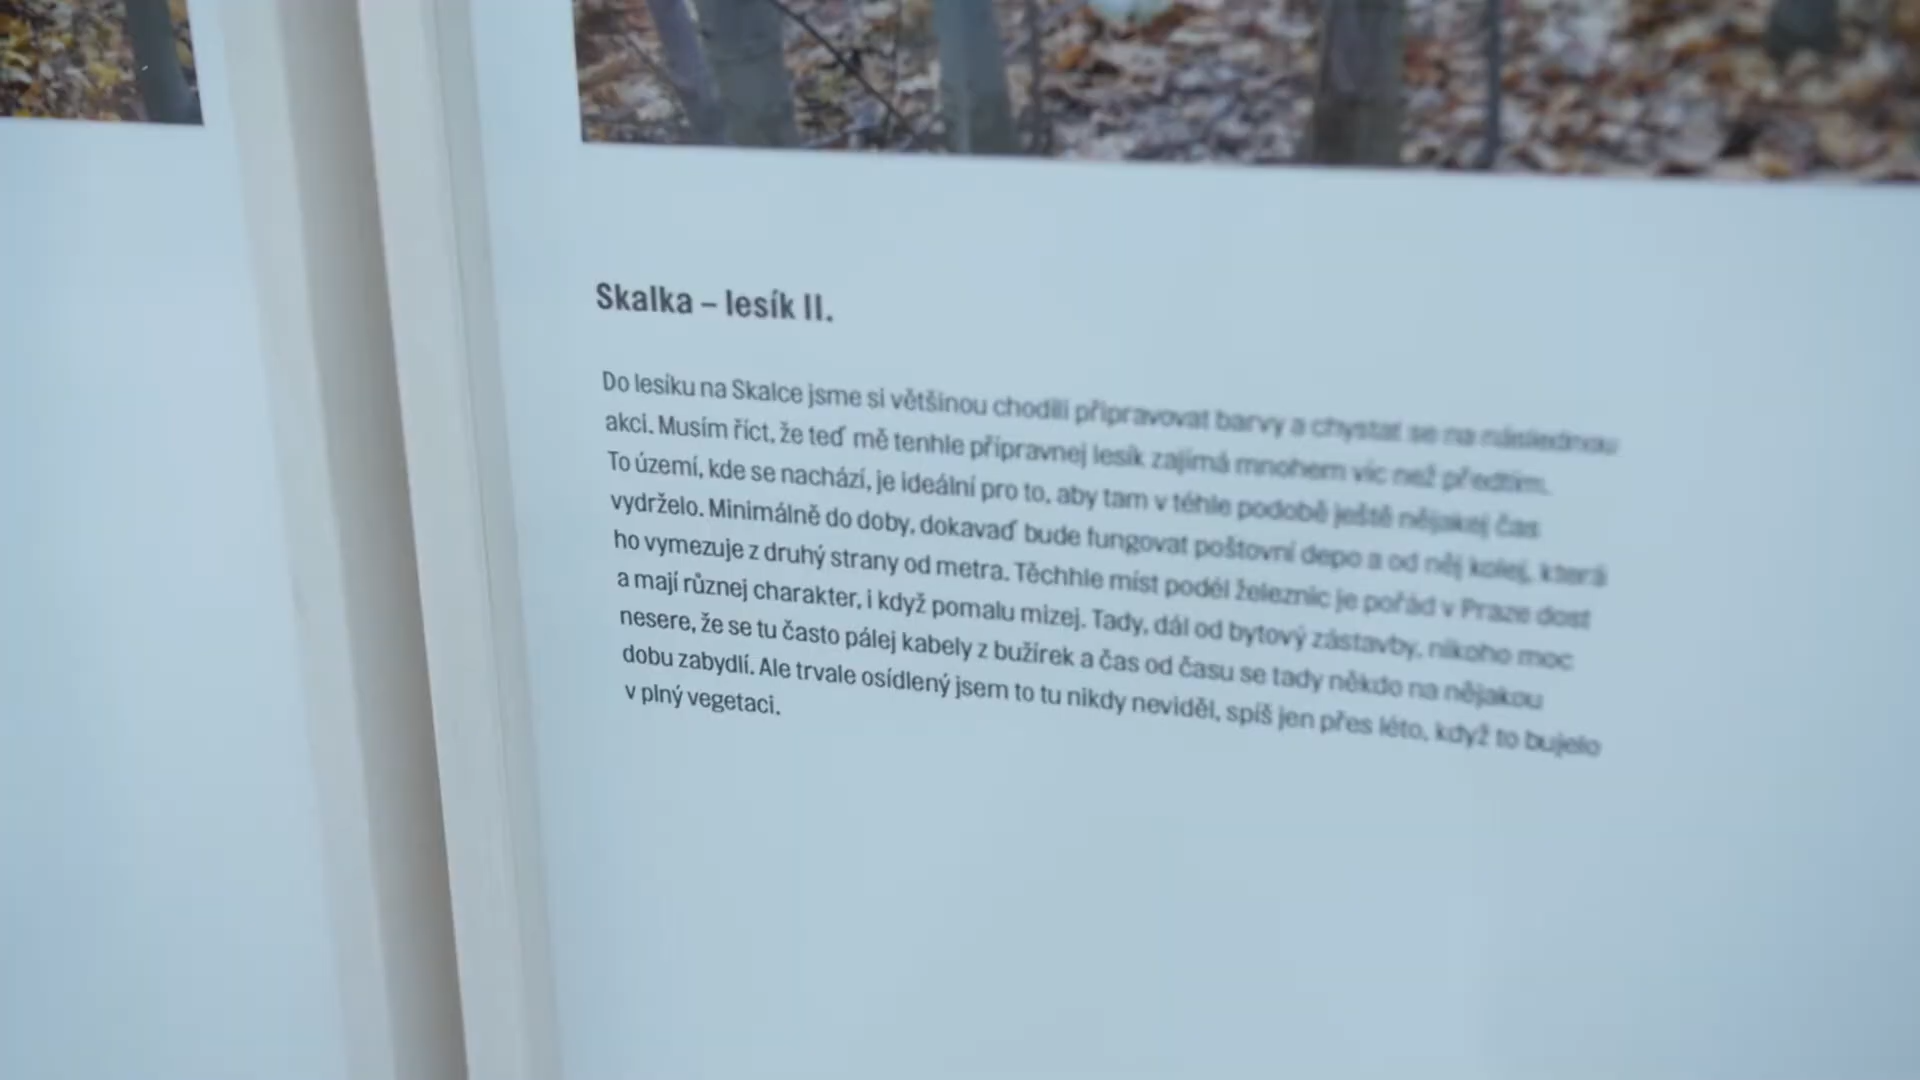 Skalka – lesík II.
Do lesíku na Skalce jsme si většinou chodili připravovat barvy a chystat se na následnou
akci. Musím říct, že teď mě tenhle přípravnej lesík zajímá mnohem víc než předtím.
To území, kde se nachází, je ideální pro to, aby tam v téhle podobě ještě nějakej čas
vydrželo. Minimálně do doby, dokavaď bude fungovat poštovní depo a od něj kolej, která
ho vymezuje z druhý strany od metra. Těchhle míst podél železnic je pořád v Praze dost
a mají různej charakter, i když pomalu mizej. Tady, dál od bytový zástavby, nikoho moc
nesere, že se tu často pálej kabely z bužírek a čas od času se tady někdo na nějakou
dobu zabydlí. Ale trvale osídlený jsem to tu nikdy neviděl, spíš jen přes léto, když to bujelo
v plný vegetaci.